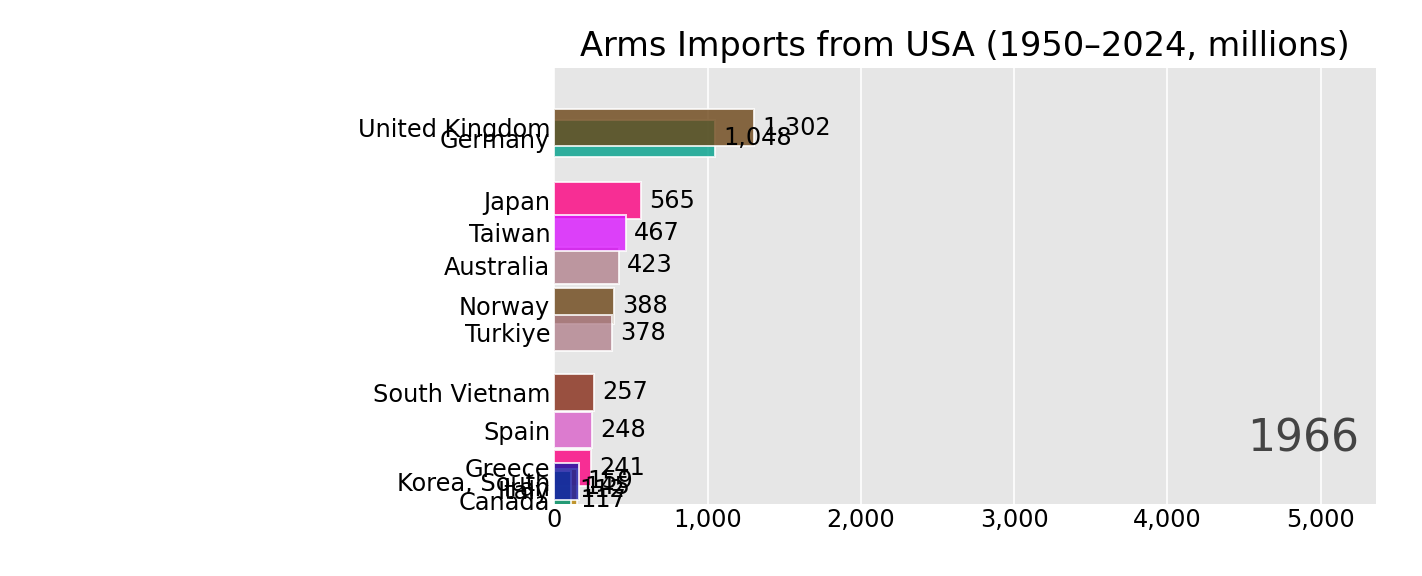 Arms Imports from USA (1950–2024, millions)
United Kingdom 1,302
Germany 1,048
Japan 565
Taiwan 467
Australia 423
Norway 388
Turkiye 378
South Vietnam 257
Spain 248
Greece 241
Korea, South
Italy
Canada 117
1966
0 1,000 2,000 3,000 4,000 5,000